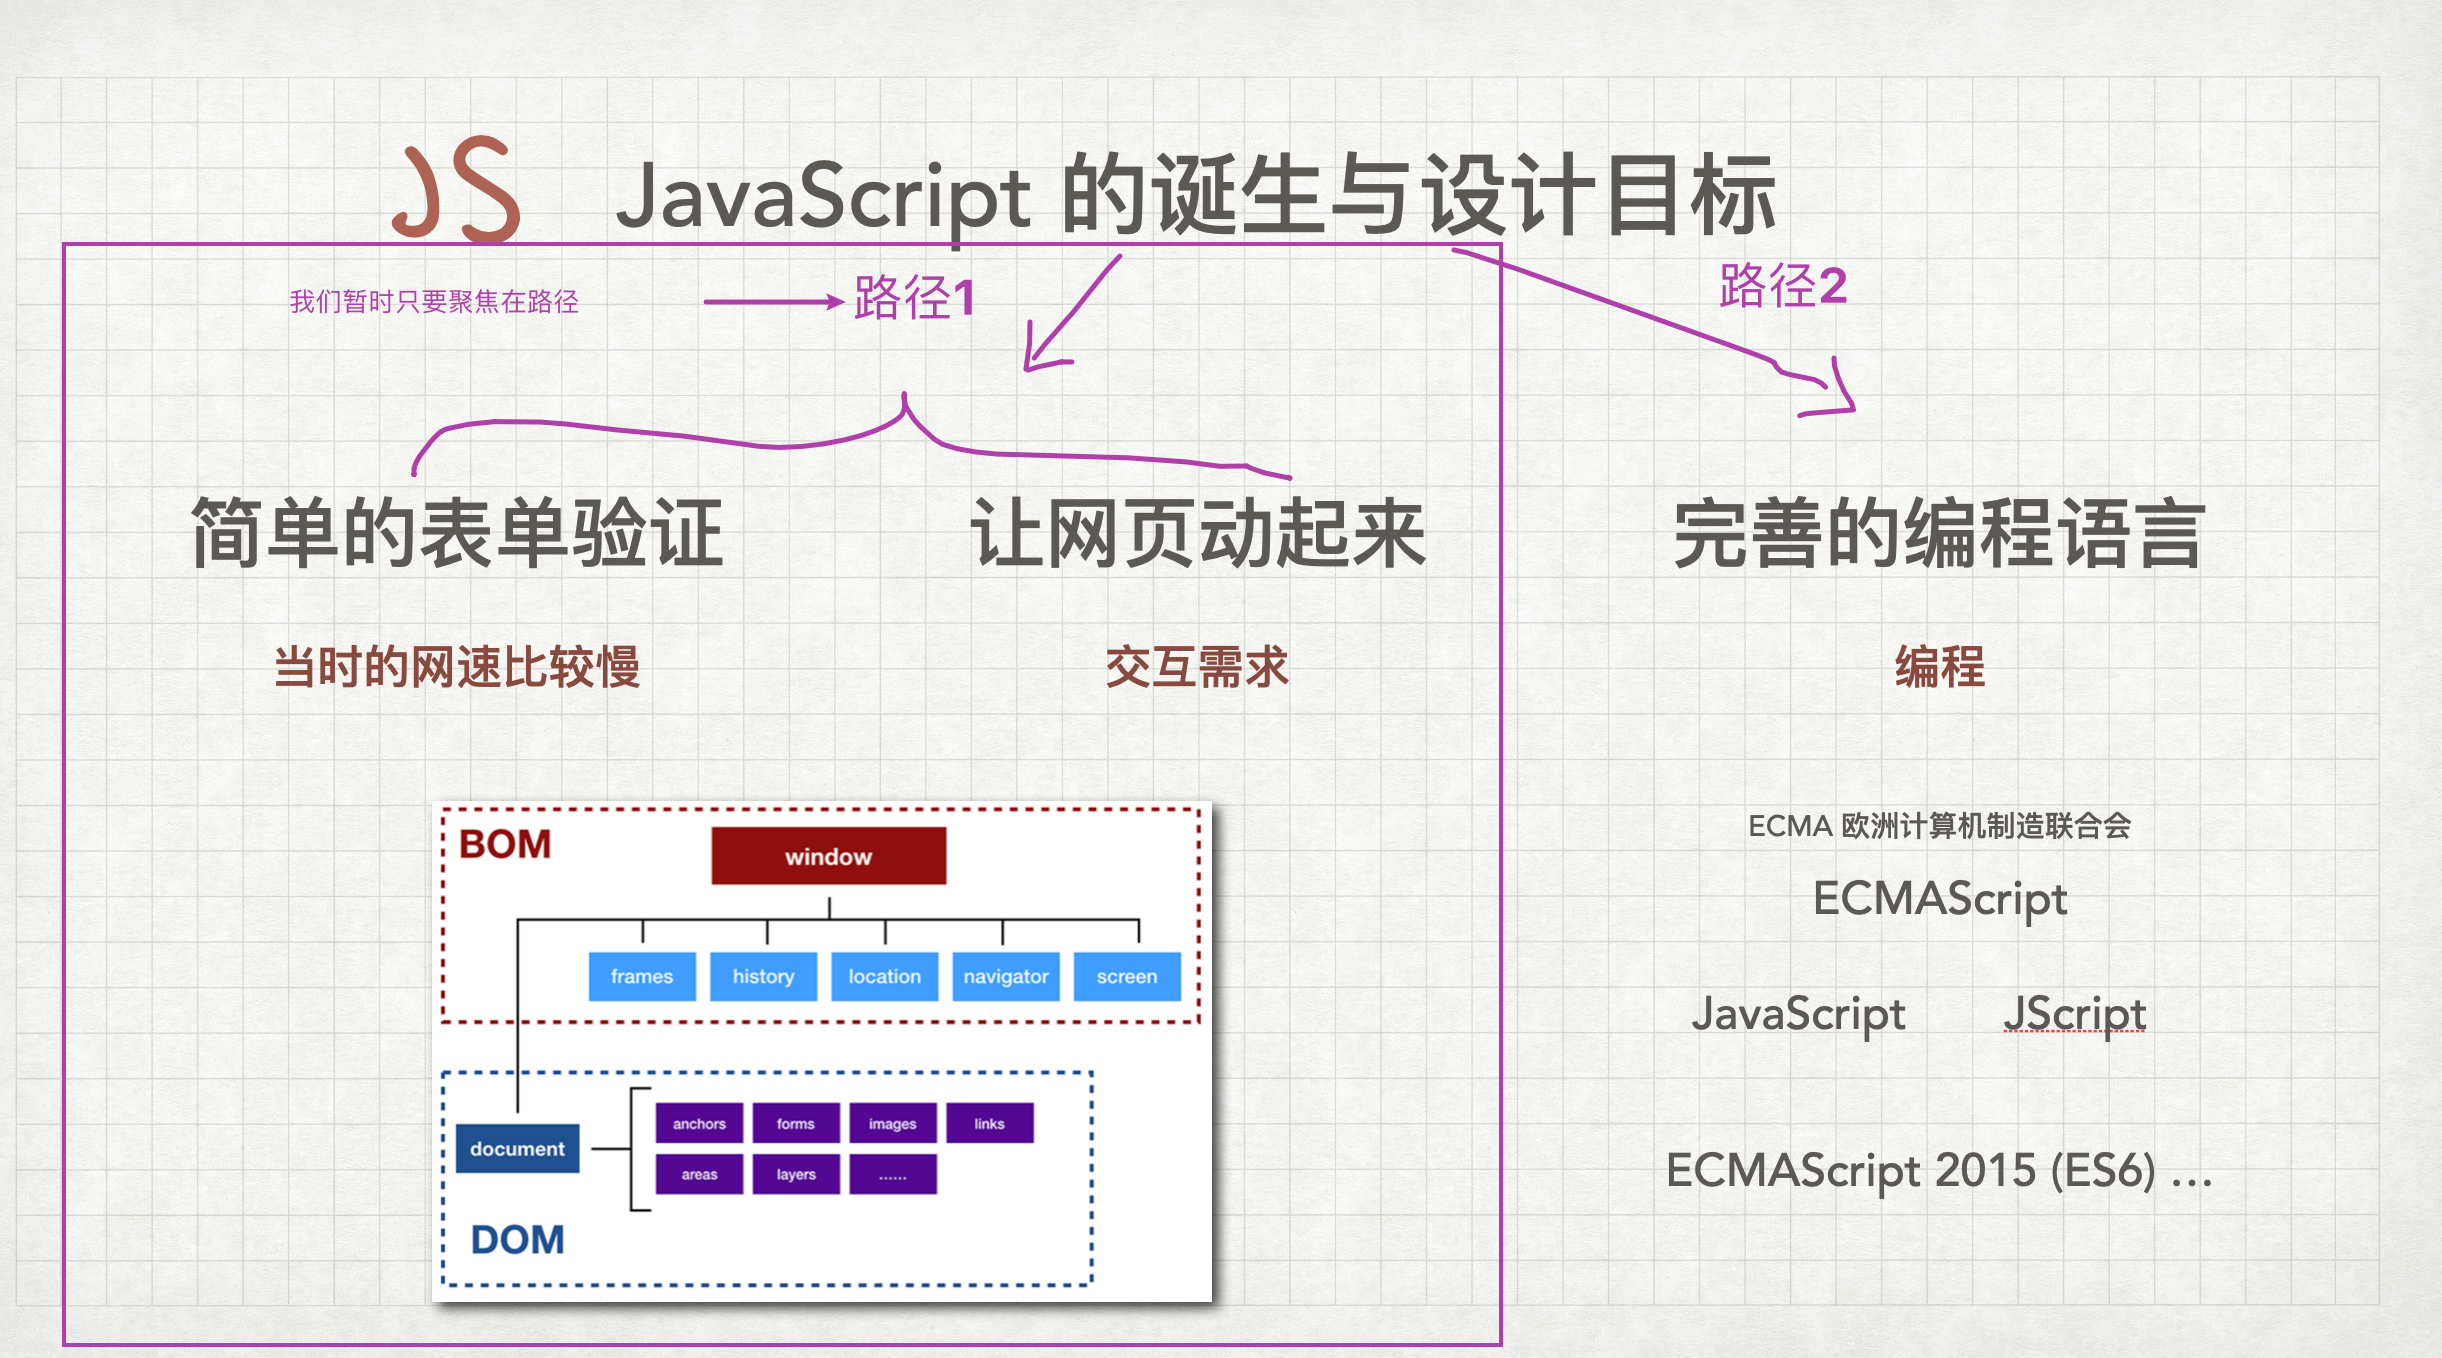 JS
JavaScript 的诞生与设计目标
我们暂时只要聚焦在路径
路径1
路径2
简单的表单验证
让网页动起来
完善的编程语言
当时的网速比较慢
交互需求
编程
BOM
window
frames
history
location
navigator
screen
document
anchors
forms
images
links
areas
layers
......
DOM
ECMA 欧洲计算机制造联合会
ECMAScript
JavaScript
JScript
ECMAScript 2015 (ES6) …